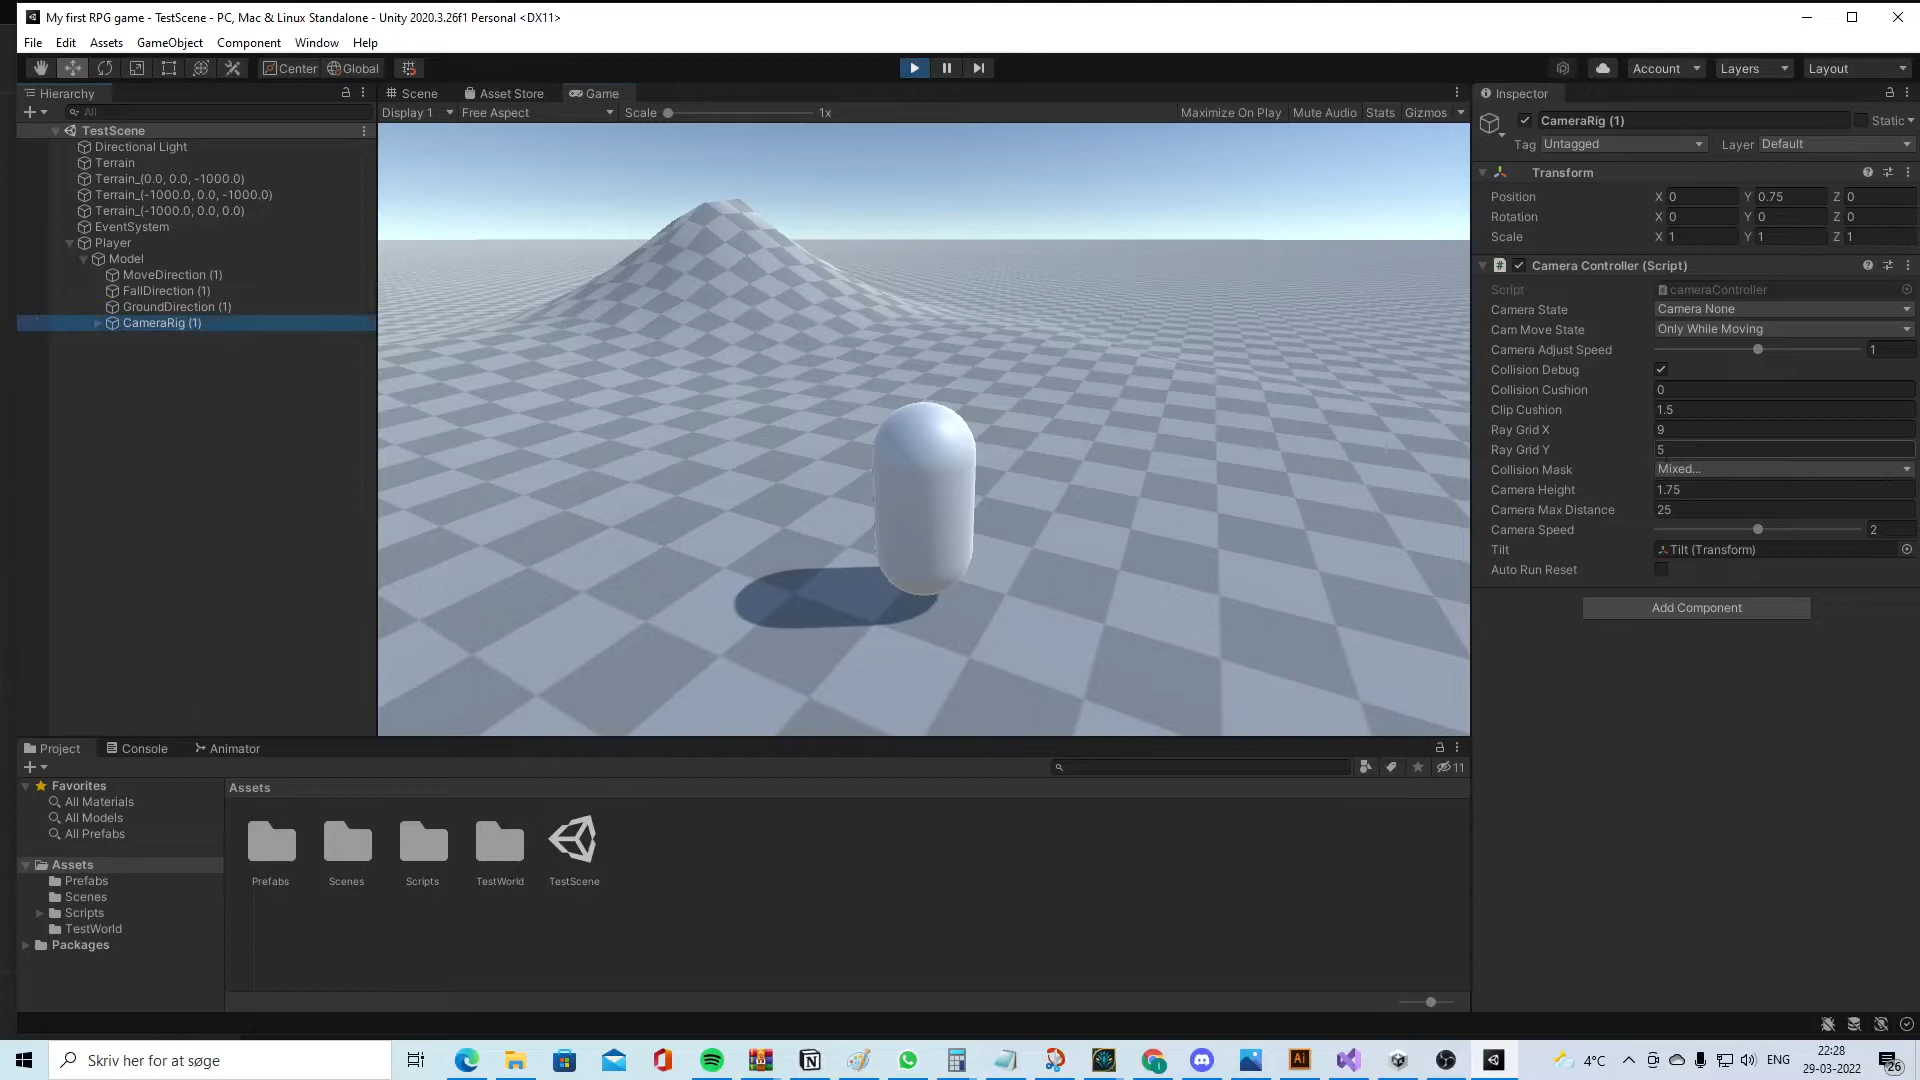 My first RPG game - TestScene - PC, Mac & Linux Standalone - Unity 2020.3.26f1 Personal <DX11>
File Edit Assets GameObject Component Window Help
Center Global Account Layers Layout
Hierarchy
All
TestScene
Directional Light
Terrain
Terrain_(0.0, 0.0, -1000.0)
Terrain_(-1000.0, 0.0, -1000.0)
Terrain_(-1000.0, 0.0, 0.0)
EventSystem
Player
Model
MoveDirection (1)
FallDirection (1)
GroundDirection (1)
CameraRig (1)
Scene Asset Store Game
Display 1 Free Aspect Scale 1x Maximize On Play Mute Audio Stats Gizmos
Inspector
CameraRig (1) Static
Tag Untagged Layer Default
Transform
Position X 0 Y 0.75 Z 0
Rotation X 0 Y 0 Z 0
Scale X 1 Y 1 Z 1
# Camera Controller (Script)
Script cameraController
Camera State Camera None
Cam Move State Only While Moving
Camera Adjust Speed 1
Collision Debug
Collision Cushion 0
Clip Cushion 1.5
Ray Grid X 9
Ray Grid Y 5
Collision Mask Mixed...
Camera Height 1.75
Camera Max Distance 25
Camera Speed 2
Tilt Tilt (Transform)
Auto Run Reset
Add Component
Project Console Animator
11
Favorites
All Materials
All Models
All Prefabs
Assets
Prefabs
Scenes
Scripts
TestWorld
Packages
Assets
Prefabs Scenes Scripts TestWorld TestScene
Skriv her for at søge
4°C ENG 22:28
29-03-2022
26